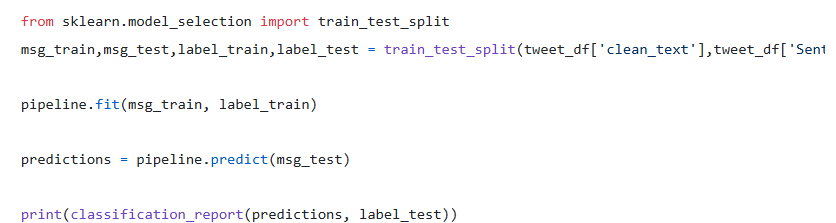 from sklearn.model_selection import train_test_split
msg_train,msg_test,label_train,label_test = train_test_split(tweet_df['clean_text'],tweet_df['Sent
pipeline.fit(msg_train, label_train)
predictions = pipeline.predict(msg_test)
print(classification_report(predictions, label_test))